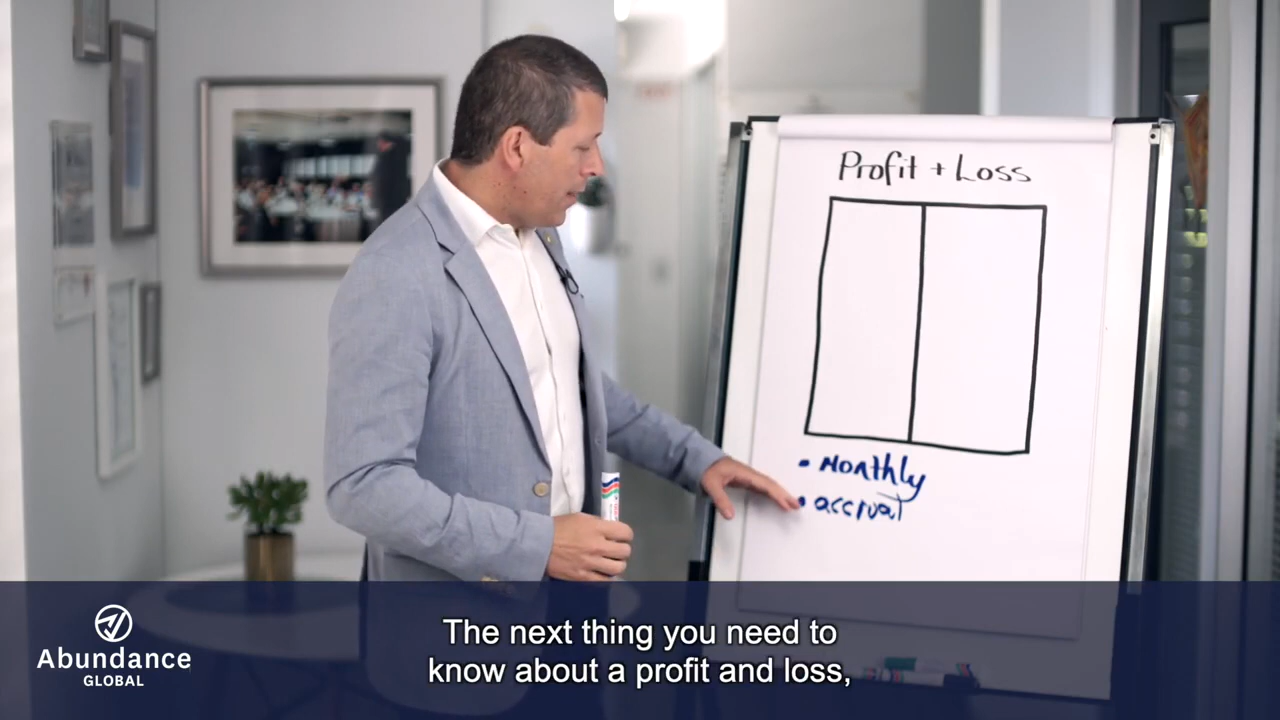 Profit + Loss
• Monthly
• accrual
The next thing you need to
know about a profit and loss,
Abundance
GLOBAL